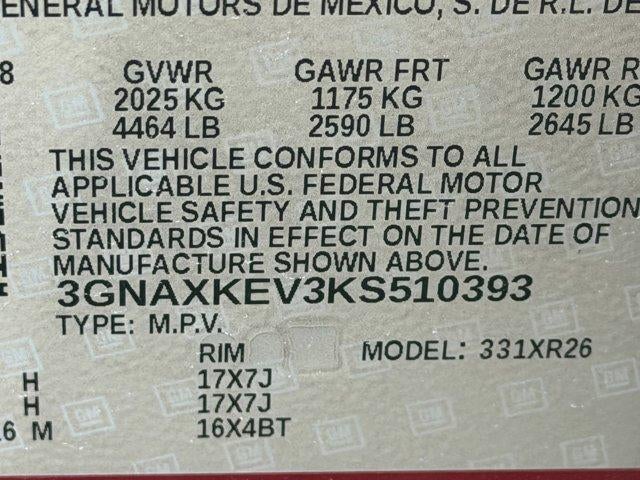 ENERAL MOTORS DE MEXICO, S. DE R.L. DE
8 GVWR GAWR FRT GAWR R
2025 KG 1175 KG 1200 KG
4464 LB 2590 LB 2645 LB
THIS VEHICLE CONFORMS TO ALL
APPLICABLE U.S. FEDERAL MOTOR
VEHICLE SAFETY AND THEFT PREVENTION
STANDARDS IN EFFECT ON THE DATE OF
MANUFACTURE SHOWN ABOVE.
3GNAXKEV3KS510393
TYPE: M.P.V.
RIM MODEL: 331XR26
H 17X7J
H 17X7J
6 M 16X4BT